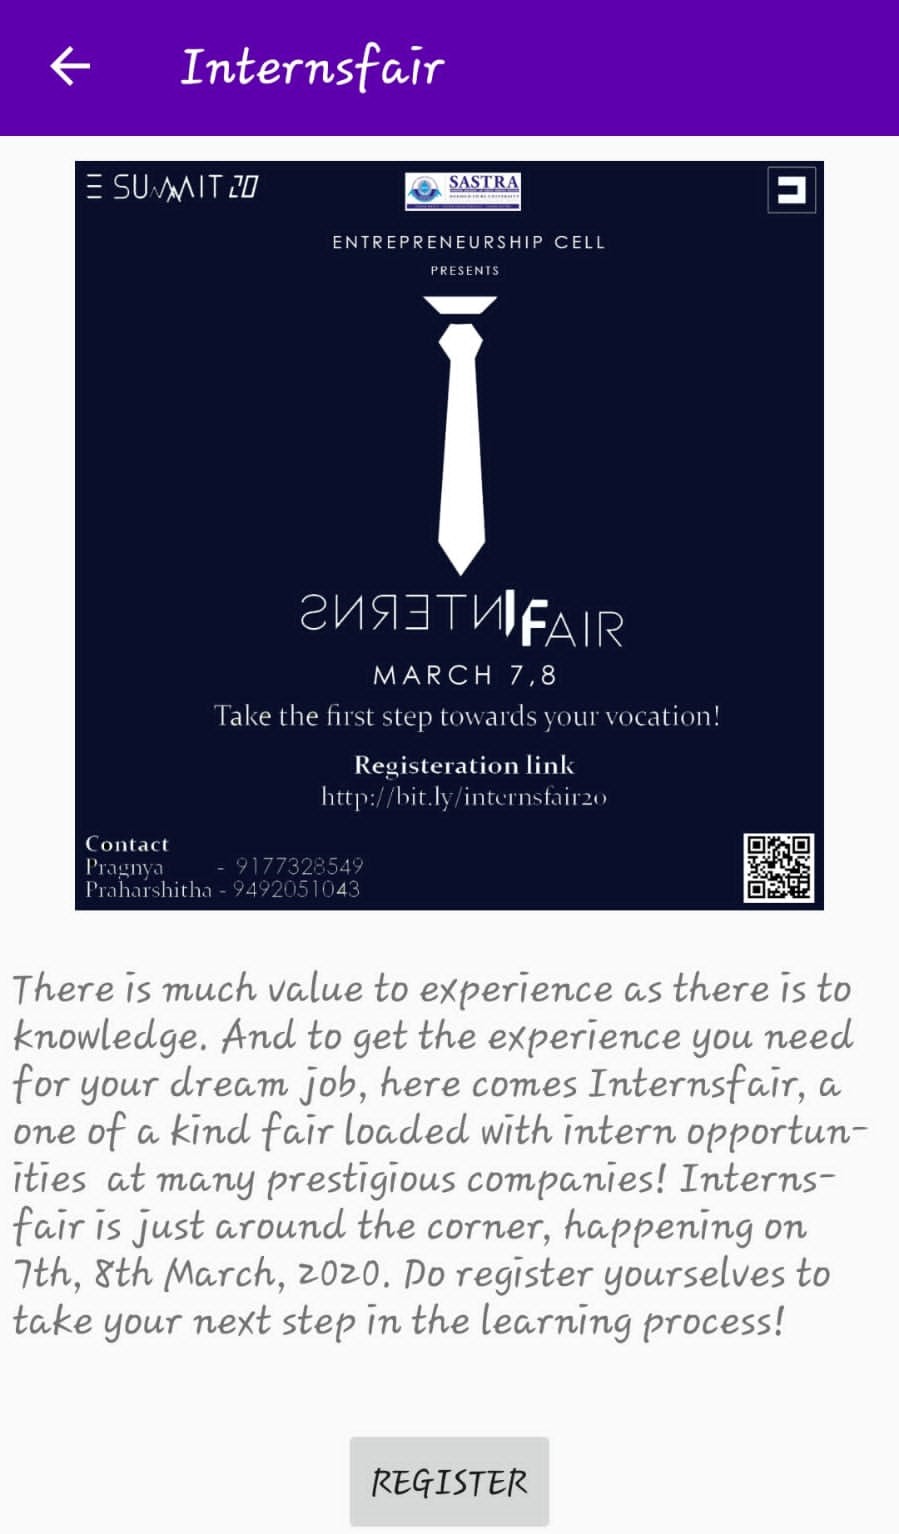 Internsfair
E SUMMIT 20
SASTRA
ENTREPRENEURSHIP CELL
PRESENTS
INTERNS FAIR
MARCH 7,8
Take the first step towards your vocation!
Registeration link
http://bit.ly/internsfair20
Contact
Pragnya - 9177328549
Praharshitha - 9492051043
There is much value to experience as there is to
knowledge. And to get the experience you need
for your dream job, here comes Internsfair, a
one of a kind fair loaded with intern opportun-
ities at many prestigious companies! Interns-
fair is just around the corner, happening on
7th, 8th March, 2020. Do register yourselves to
take your next step in the learning process!
REGISTER